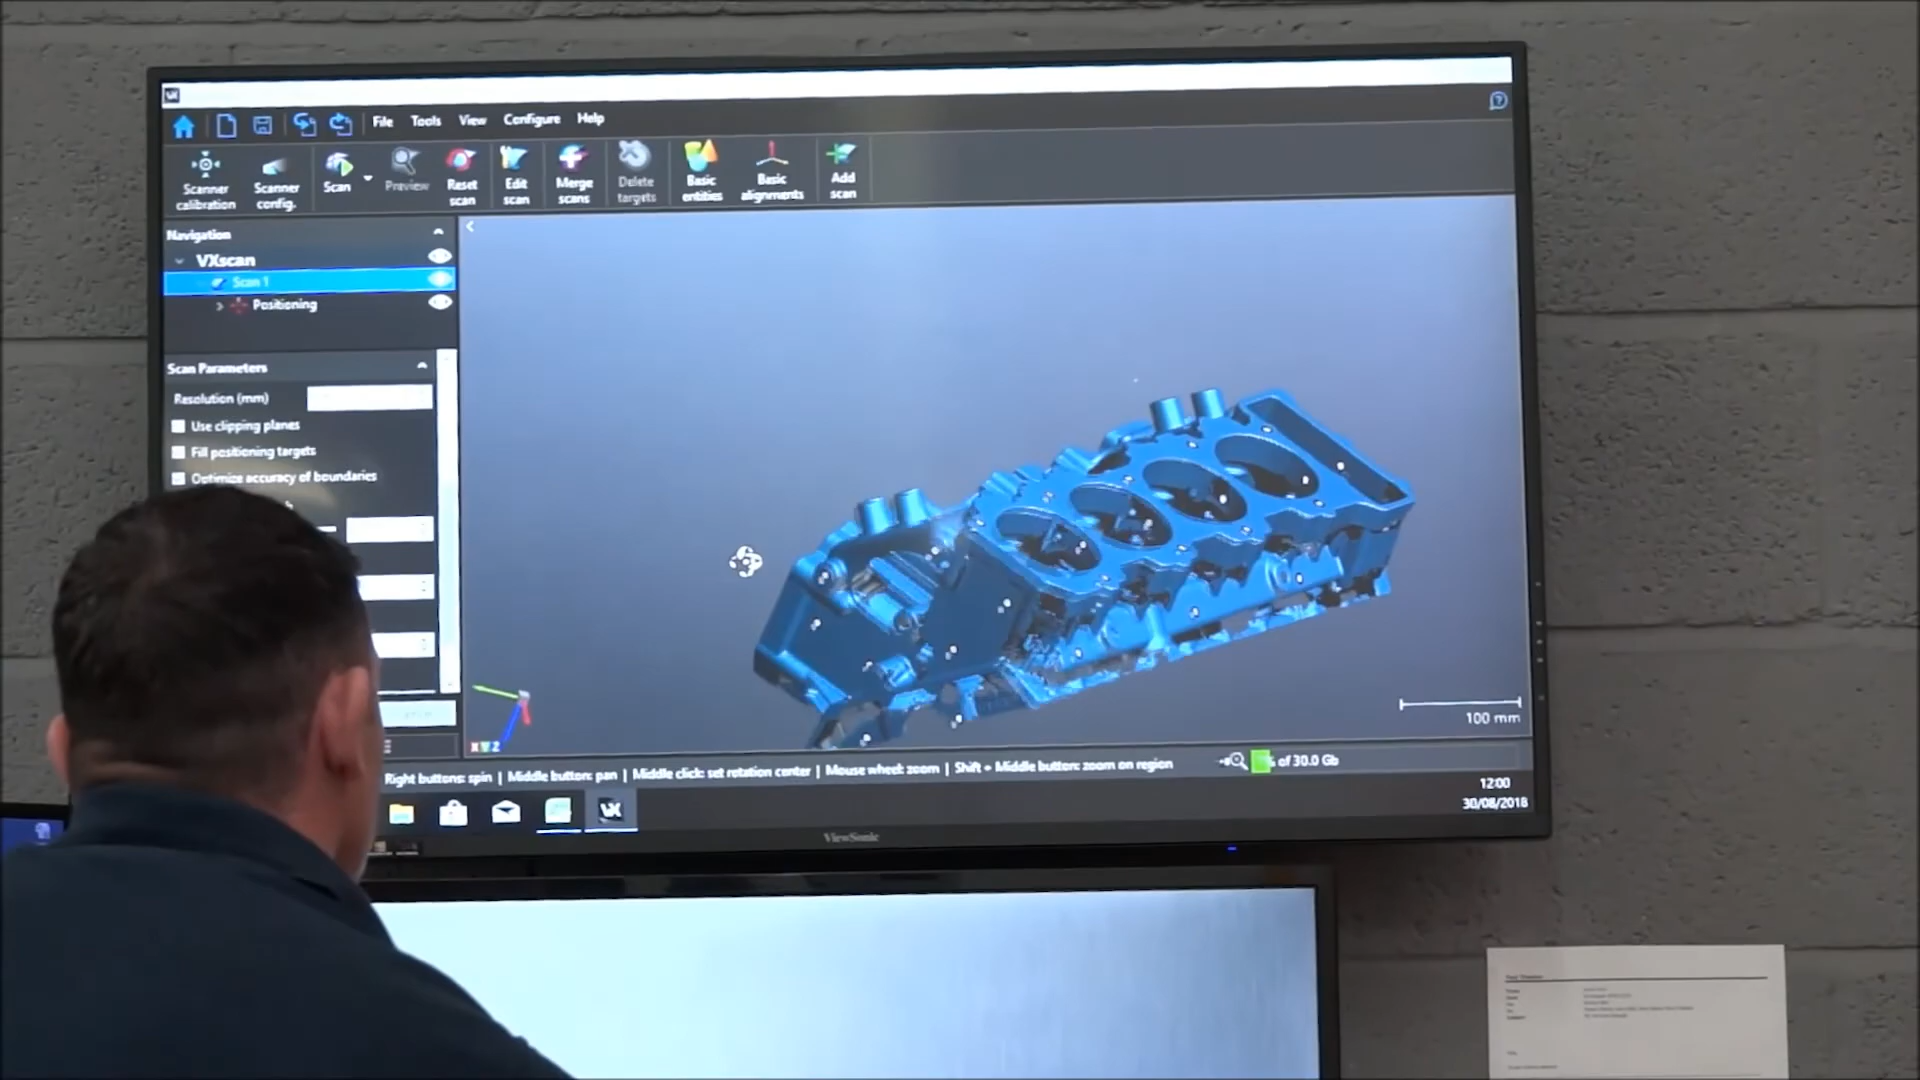 VX
File Tools View Configure Help
Scanner calibration
Scanner config.
Scan
Preview
Reset scan
Edit scan
Merge scans
Delete targets
Basic entities
Basic alignments
Add scan
Navigation
VXscan
Scan 1
Positioning
Scan Parameters
Resolution (mm)
Use clipping planes
Fill positioning targets
Optimize accuracy of boundaries
100 mm
X Y Z
Right buttons: spin | Middle button: pan | Middle click: set rotation center | Mouse wheel: zoom | Shift + Middle button: zoom on region
% of 30.0 Gb
12:00
30/08/2018
VX
ViewSonic